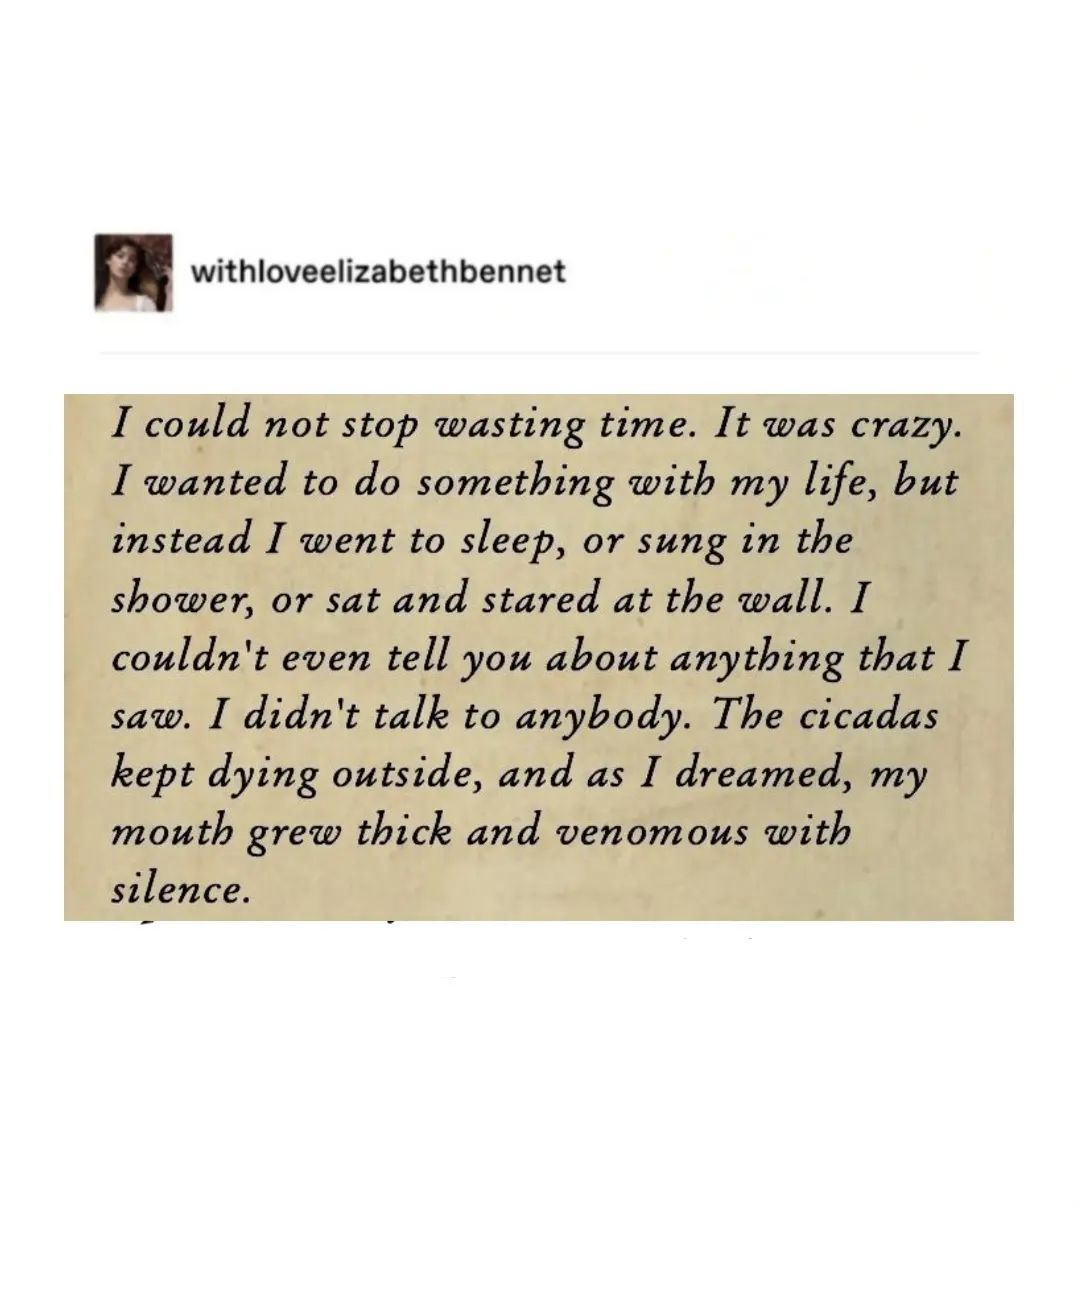 withloveelizabethbennet
I could not stop wasting time. It was crazy.
I wanted to do something with my life, but
instead I went to sleep, or sung in the
shower, or sat and stared at the wall. I
couldn't even tell you about anything that I
saw. I didn't talk to anybody. The cicadas
kept dying outside, and as I dreamed, my
mouth grew thick and venomous with
silence.